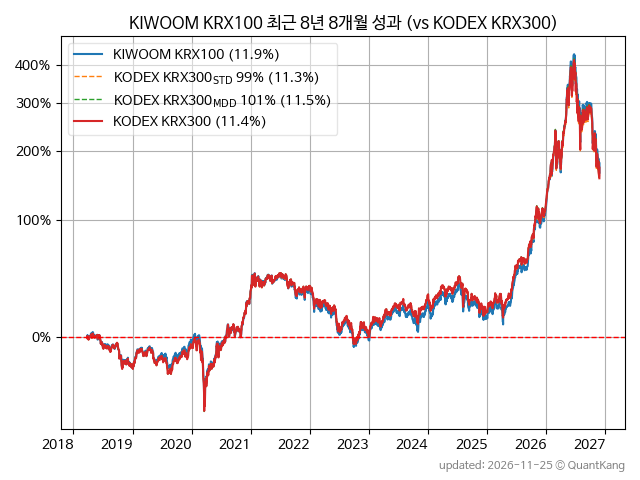 KIWOOM KRX100 최근 8년 8개월 성과 (vs KODEX KRX300)
KIWOOM KRX100 (11.9%)
KODEX KRX300STD 99% (11.3%)
KODEX KRX300MDD 101% (11.5%)
KODEX KRX300 (11.4%)
400%
300%
200%
100%
0%
2018 2019 2020 2021 2022 2023 2024 2025 2026 2027
updated: 2026-11-25 © QuantKang